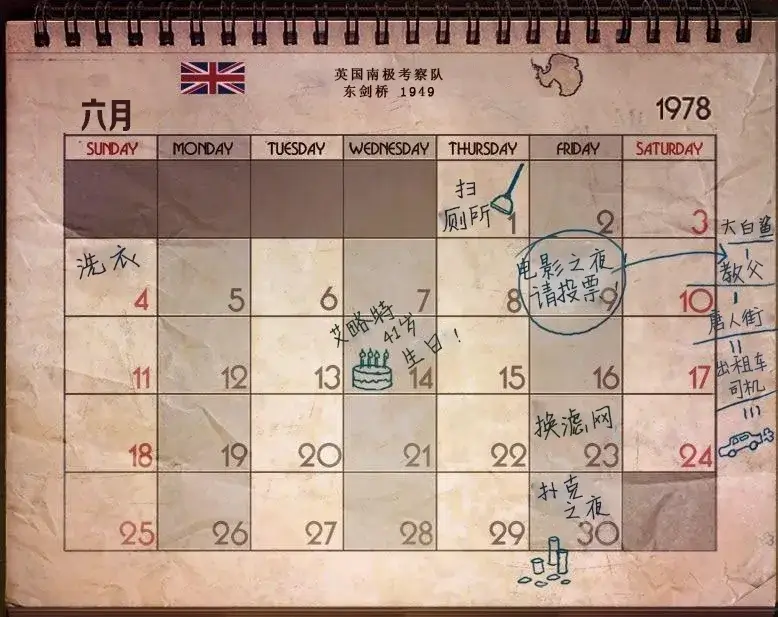 英国南极考察队
东剑桥 1949
六月
1978
SUNDAY MONDAY TUESDAY WEDNESDAY THURSDAY FRIDAY SATURDAY
扫
厕所
1 2 3
大白鲨
洗衣
电影之夜
请投票!
教父
4 5 6 7 8 9 10
唐人街
艾略特
41岁
生日!
出租车
司机
11 12 13 14 15 16 17
换滤网
18 19 20 21 22 23 24
扑克
之夜
25 26 27 28 29 30